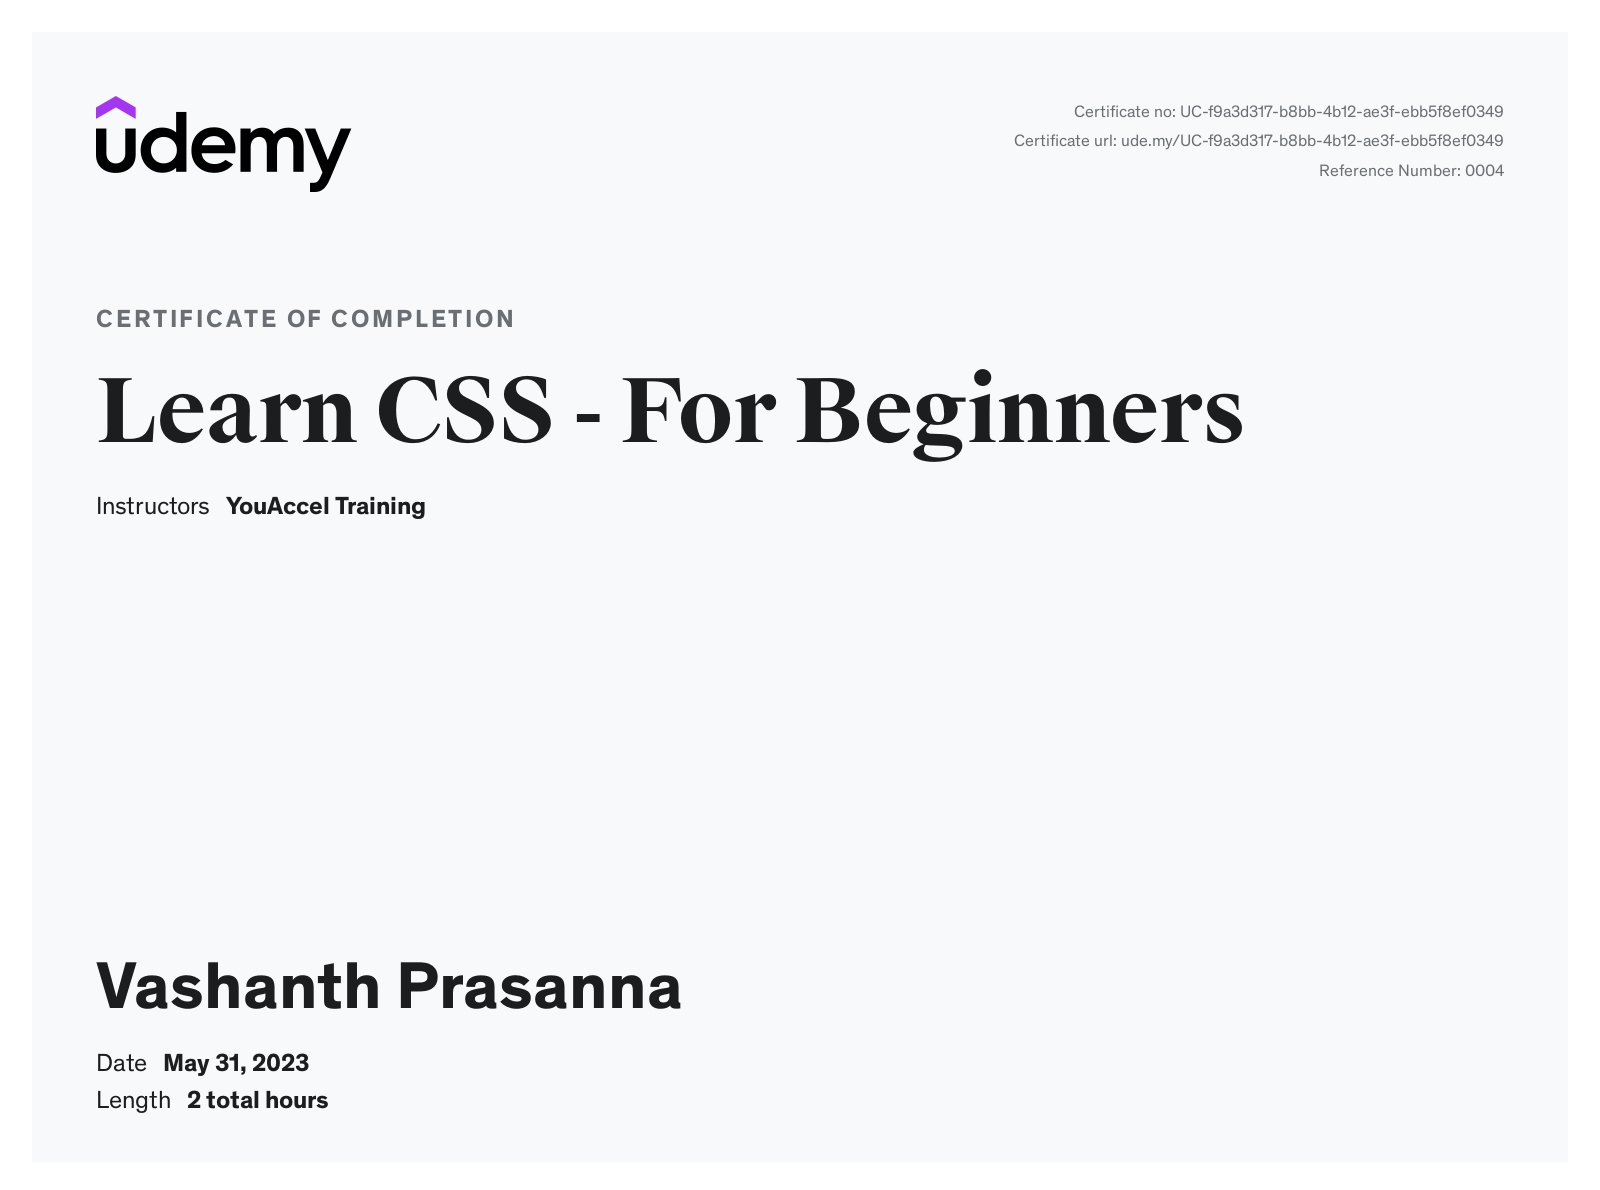 udemy
Certificate no: UC-f9a3d317-b8bb-4b12-ae3f-ebb5f8ef0349
Certificate url: ude.my/UC-f9a3d317-b8bb-4b12-ae3f-ebb5f8ef0349
Reference Number: 0004
CERTIFICATE OF COMPLETION
Learn CSS - For Beginners
Instructors YouAccel Training
Vashanth Prasanna
Date May 31, 2023
Length 2 total hours